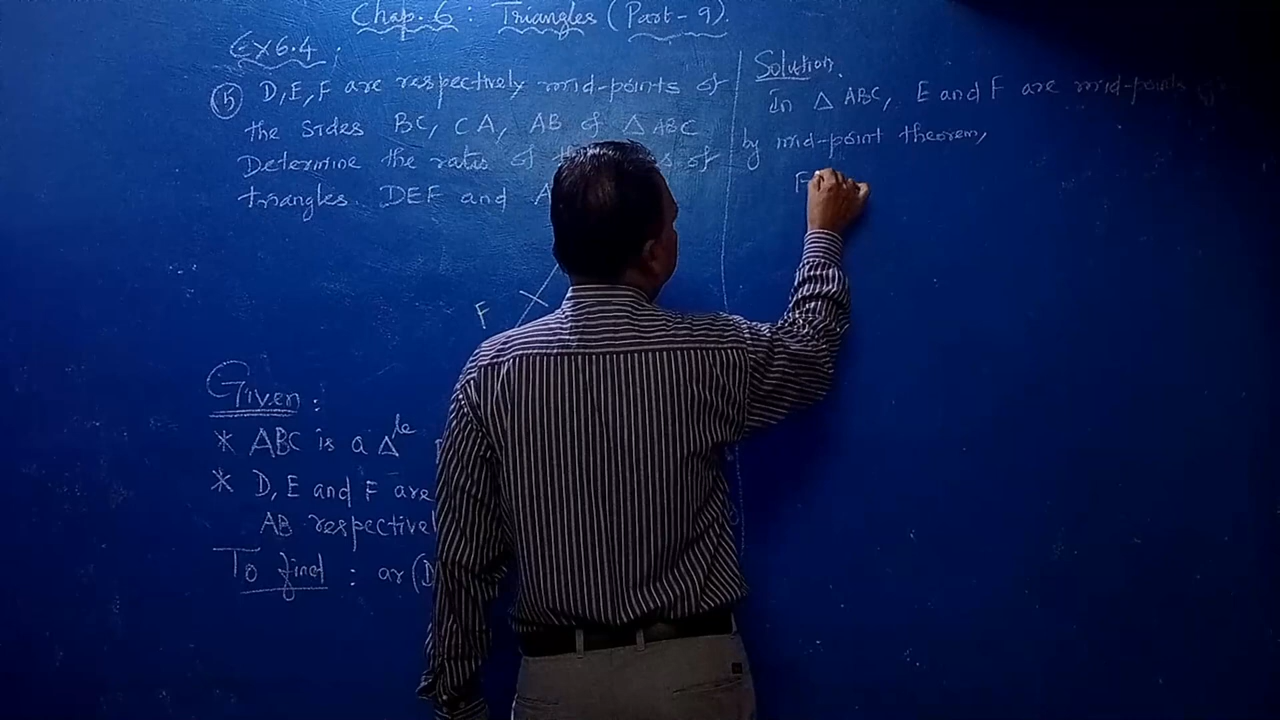 Chap. 6 : Triangles (Part - 9).
Ex 6.4 :
D, E, F are respectively mid-points of
the sides BC, CA, AB of △ ABC
Determine the ratio of of
triangles. DEF and
F
Given :
* ABC is a △le
* D, E and F are
AB
To find : ar (D
Solution.
In △ ABC, E and F are mid-points
by mid-point theorem,
F